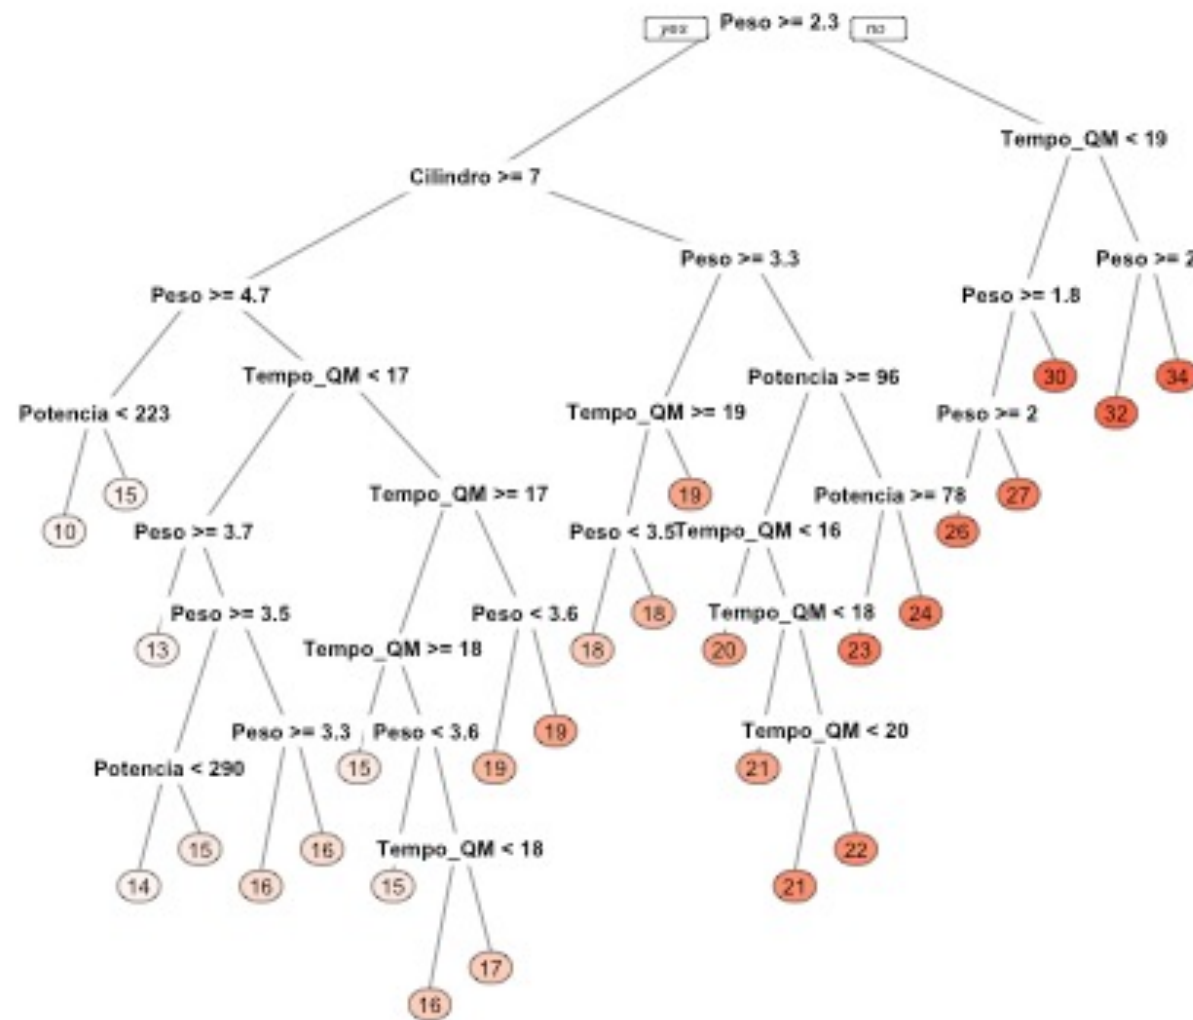 yes Peso >= 2.3 no
Tempo_QM < 19
Cilindro >= 7
Peso >= 3.3 Peso >= 2
Peso >= 4.7 Peso >= 1.8
Tempo_QM < 17 Potencia >= 96 30 34
Potencia < 223 Tempo_QM >= 19 Peso >= 2 32
15 Tempo_QM >= 17 19 Potencia >= 78 27
10 Peso >= 3.7 Peso < 3.5 Tempo_QM < 16 26
Peso >= 3.5 Peso < 3.6 18 Tempo_QM < 18 24
13 Tempo_QM >= 18 18 20 23
Peso >= 3.3 Peso < 3.6 19 Tempo_QM < 20
Potencia < 290 15 19 21
15 16 Tempo_QM < 18 22
14 16 15 21
17
16